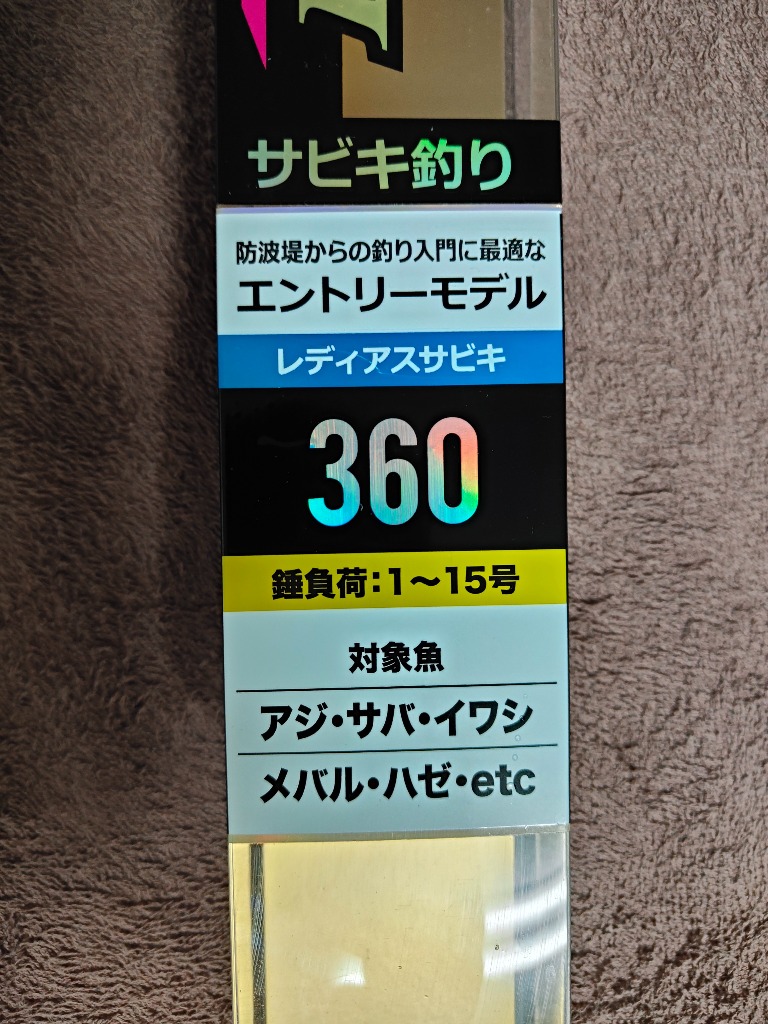 サビキ釣り
防波堤からの釣り入門に最適な
エントリーモデル
レディアスサビキ
360
錘負荷:1〜15号
対象魚
アジ・サバ・イワシ
メバル・ハゼ・etc